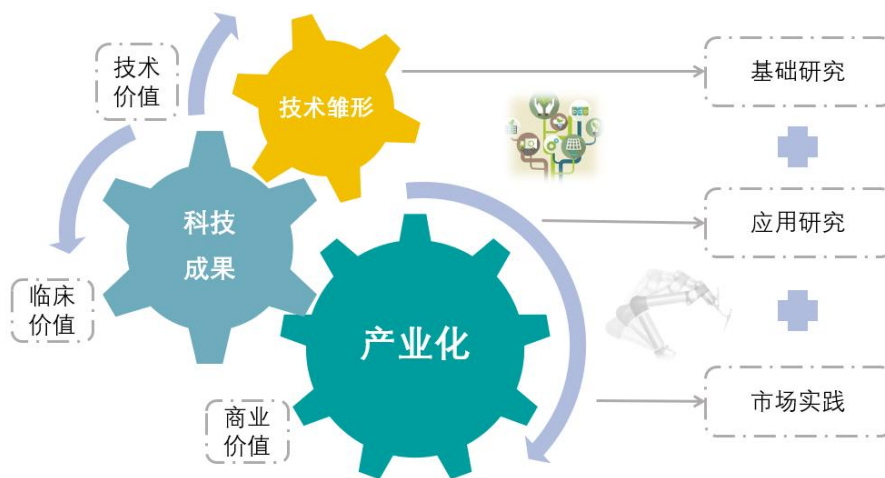 技术
价值
技术雏形
基础研究
科技
成果
应用研究
临床
价值
产业化
商业
价值
市场实践